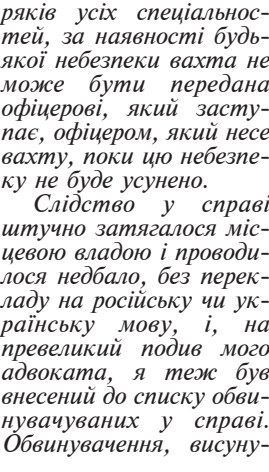 ряків усіх спеціальнос-
тей, за наявності будь-
якої небезпеки вахта не
може бути передана
офіцерові, який засту-
пає, офіцером, який несе
вахту, поки цю небезпе-
ку не буде усунено.
Слідство у справі
штучно затягалося міс-
цевою владою і проводи-
лося недбало, без перек-
ладу на російську чи ук-
раїнську мову, і, на
превеликий подив мого
адвоката, я теж був
внесений до списку обви-
нувачуваних у справі.
Обвинувачення, висуну-